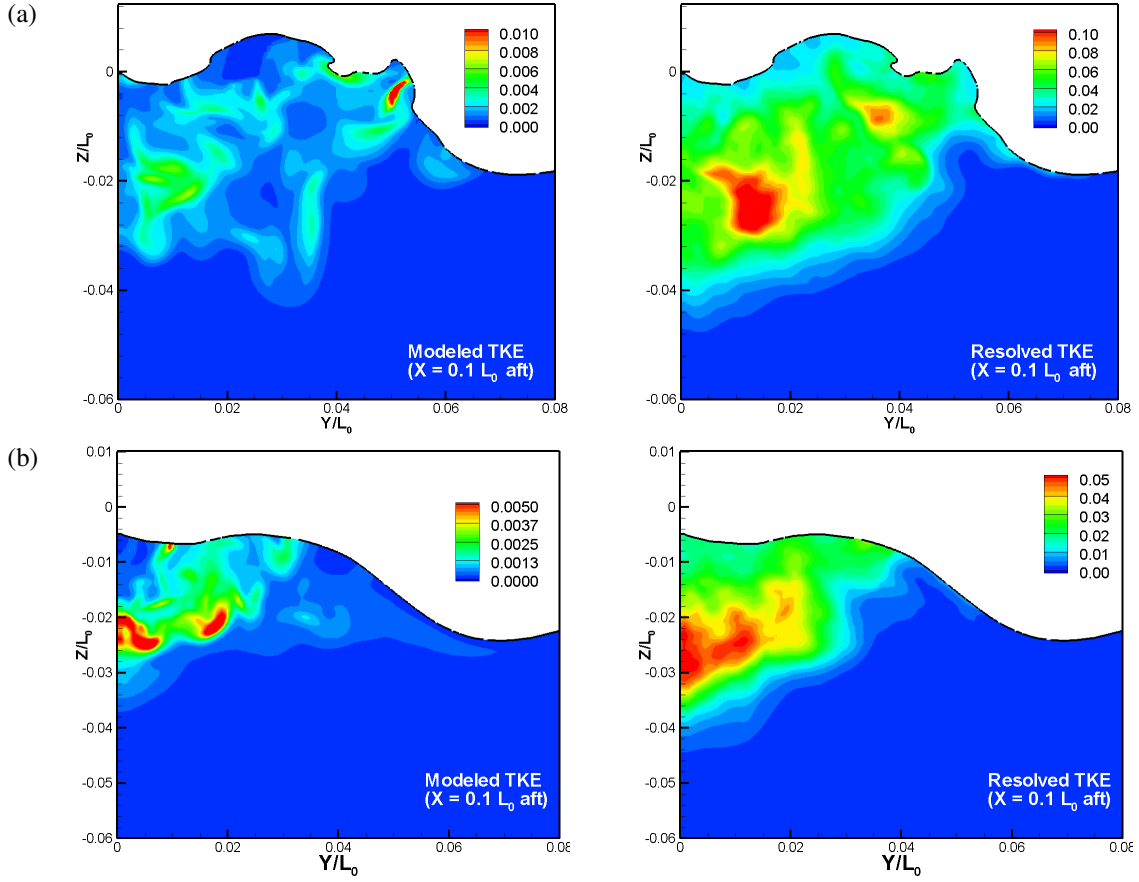 (a)
0.010
0.008
0.006
0.004
0.002
0.000
0
-0.02
-0.04
-0.06
Z/L0
Modeled TKE
(X = 0.1 L0 aft)
0 0.02 0.04 0.06 0.08
Y/L0
0.10
0.08
0.06
0.04
0.02
0.00
0
-0.02
-0.04
-0.06
Z/L0
Resolved TKE
(X = 0.1 L0 aft)
0 0.02 0.04 0.06 0.08
Y/L0
(b)
0.01
0
-0.01
-0.02
-0.03
-0.04
-0.05
-0.06
Z/L0
0.0050
0.0037
0.0025
0.0013
0.0000
Modeled TKE
(X = 0.1 L0 aft)
0 0.02 0.04 0.06 0.08
Y/L0
0.01
0
-0.01
-0.02
-0.03
-0.04
-0.05
-0.06
Z/L0
0.05
0.04
0.03
0.02
0.01
0.00
Resolved TKE
(X = 0.1 L0 aft)
0 0.02 0.04 0.06 0.08
Y/L0